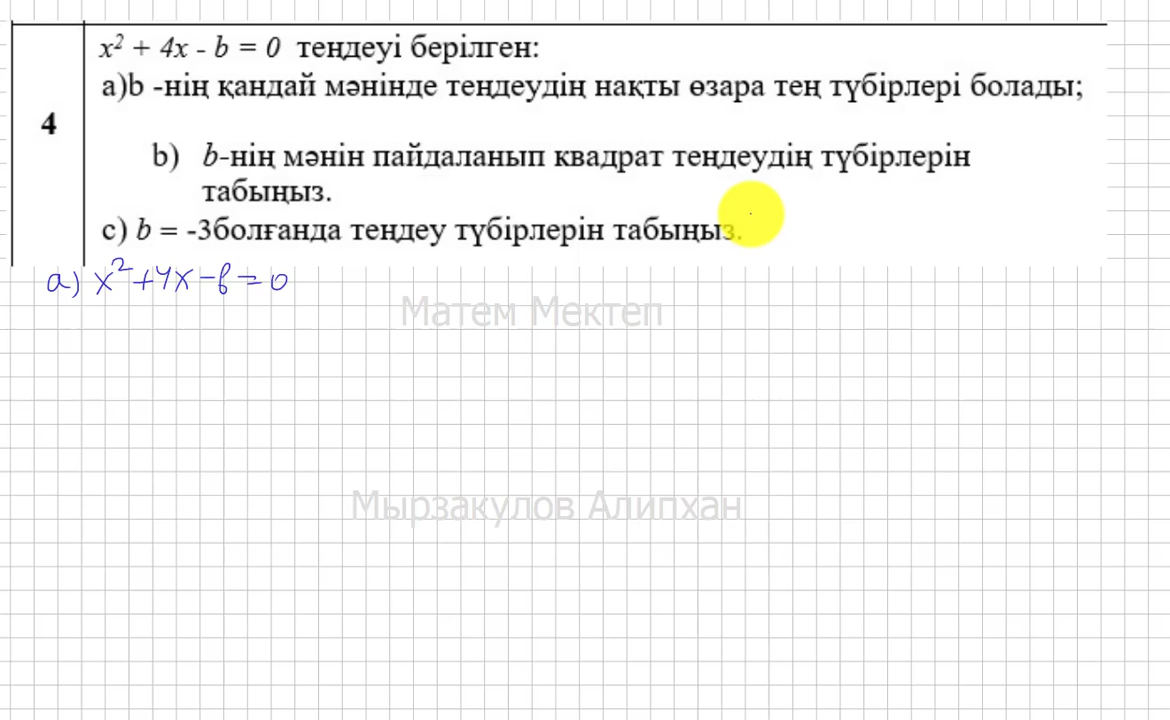 x² + 4x - b = 0 теңдеуі берілген:
a)b -нің қандай мәнінде теңдеудің нақты өзара тең түбірлері болады;
4
b) b-нің мәнін пайдаланып квадрат теңдеудің түбірлерін
табыңыз.
c) b = -3болғанда теңдеу түбірлерін табыңыз.
a) x²+4x-b=0
Матем Мектеп
Мырзакулов Алипхан